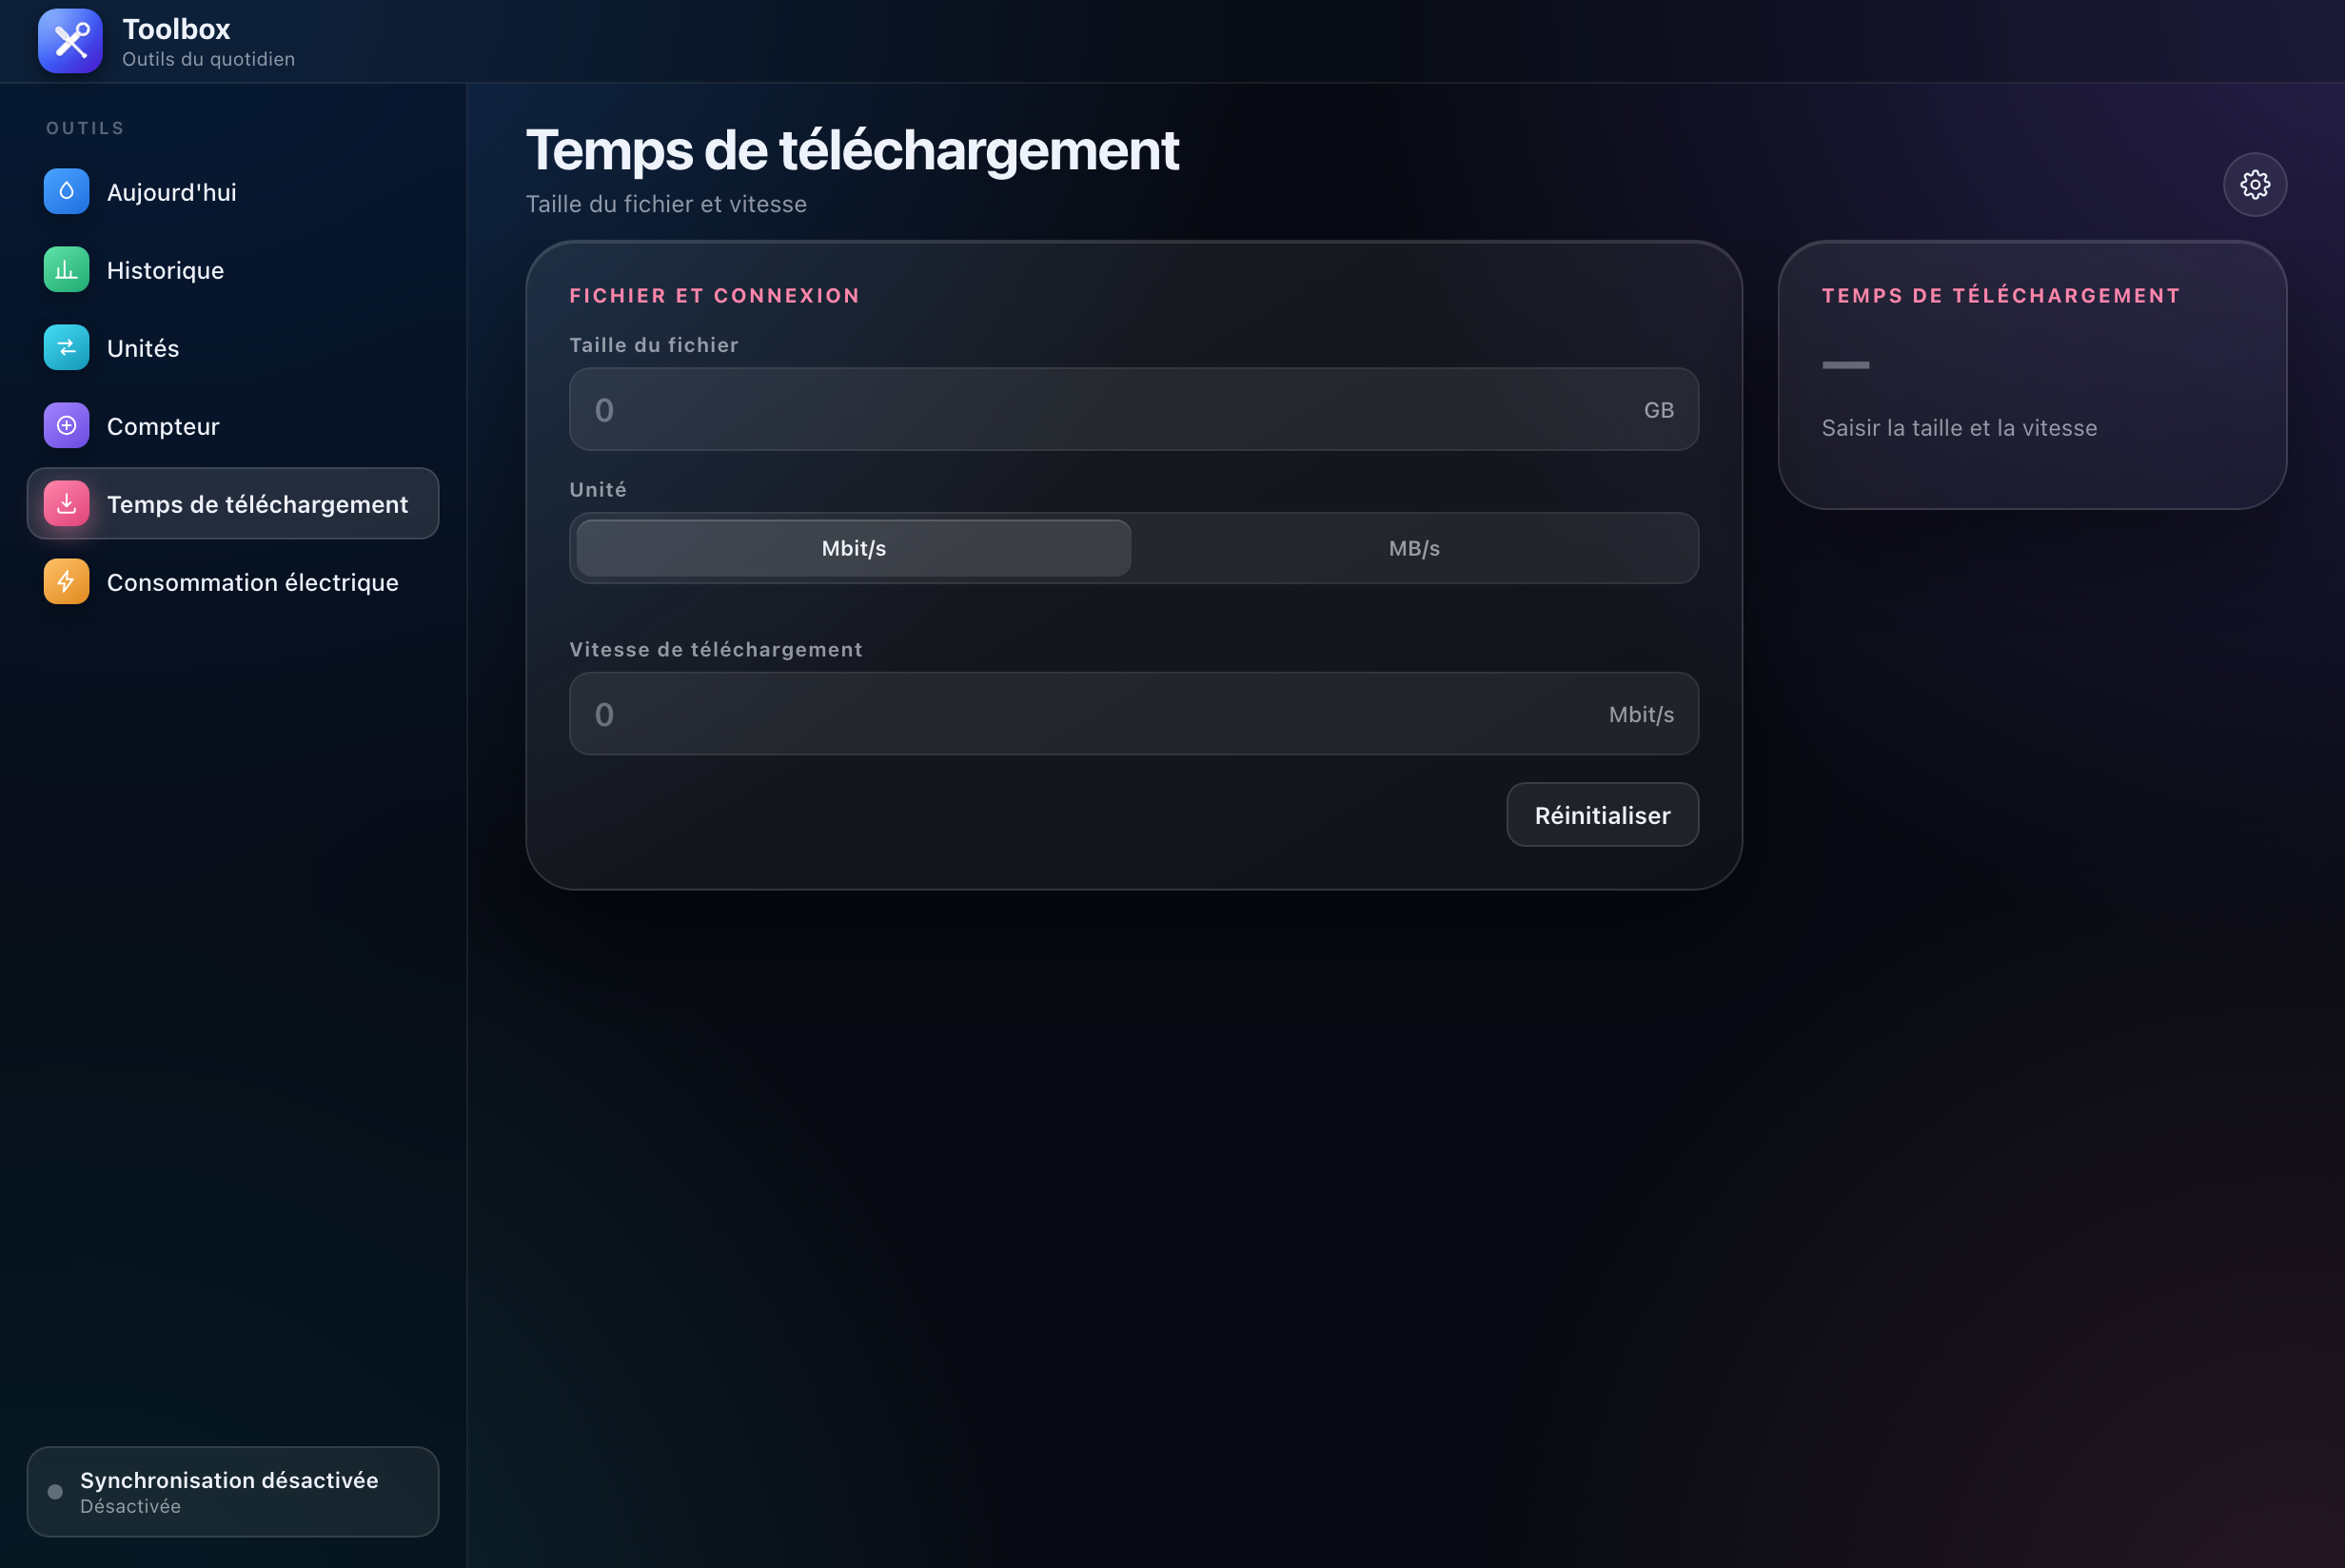 Toolbox
Outils du quotidien
OUTILS
Aujourd'hui
Historique
Unités
Compteur
Temps de téléchargement
Consommation électrique
Synchronisation désactivée
Désactivée
Temps de téléchargement
Taille du fichier et vitesse
FICHIER ET CONNEXION
Taille du fichier
0 GB
Unité
Mbit/s MB/s
Vitesse de téléchargement
0 Mbit/s
Réinitialiser
TEMPS DE TÉLÉCHARGEMENT
—
Saisir la taille et la vitesse